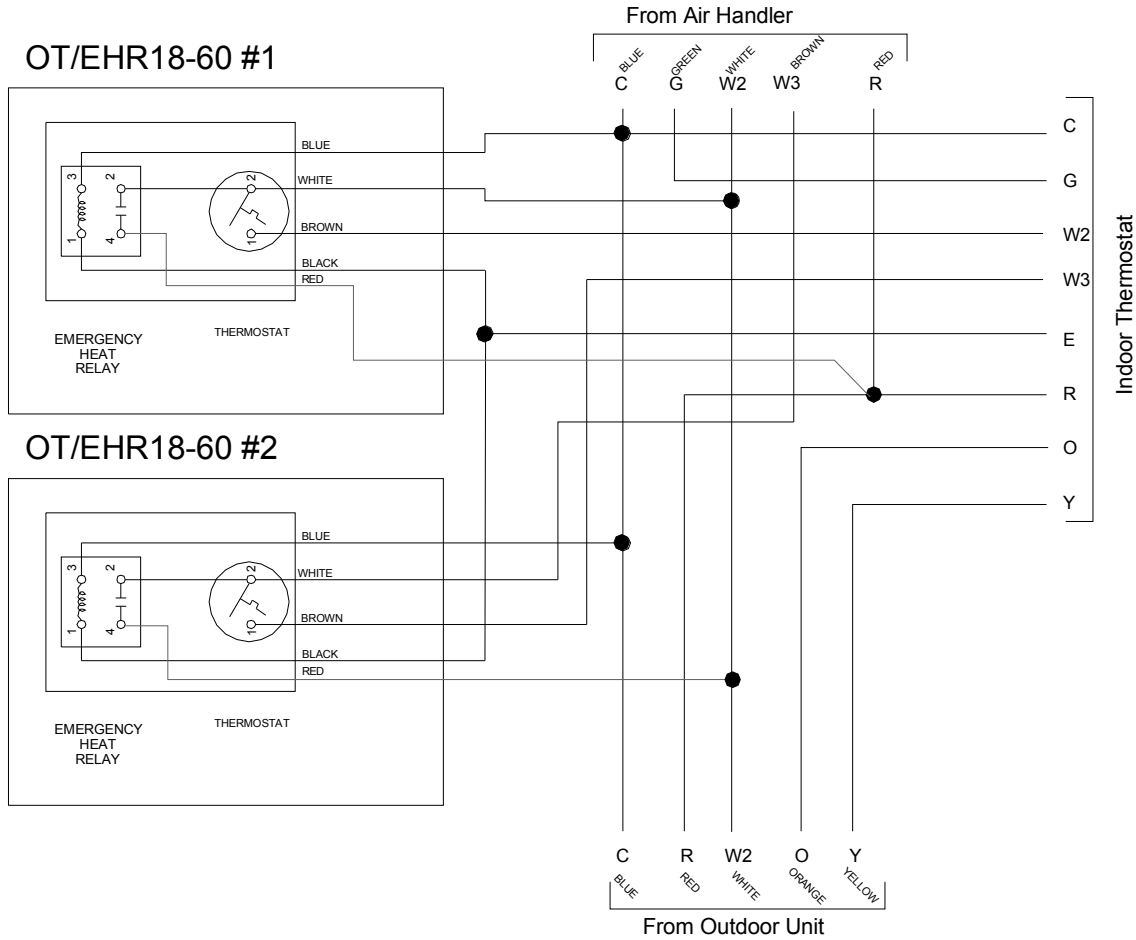 From Air Handler
OT/EHR18-60 #1
BLUE GREEN WHITE BROWN RED
C G W2 W3 R
C
BLUE
3 2
2
WHITE
G
BROWN
W2
1 4
1
BLACK
RED
W3
THERMOSTAT
EMERGENCY
HEAT
RELAY
E
R
Indoor Thermostat
OT/EHR18-60 #2
O
Y
BLUE
3 2
2
WHITE
BROWN
1 4
1
BLACK
RED
THERMOSTAT
EMERGENCY
HEAT
RELAY
C R W2 O Y
BLUE RED WHITE ORANGE YELLOW
From Outdoor Unit